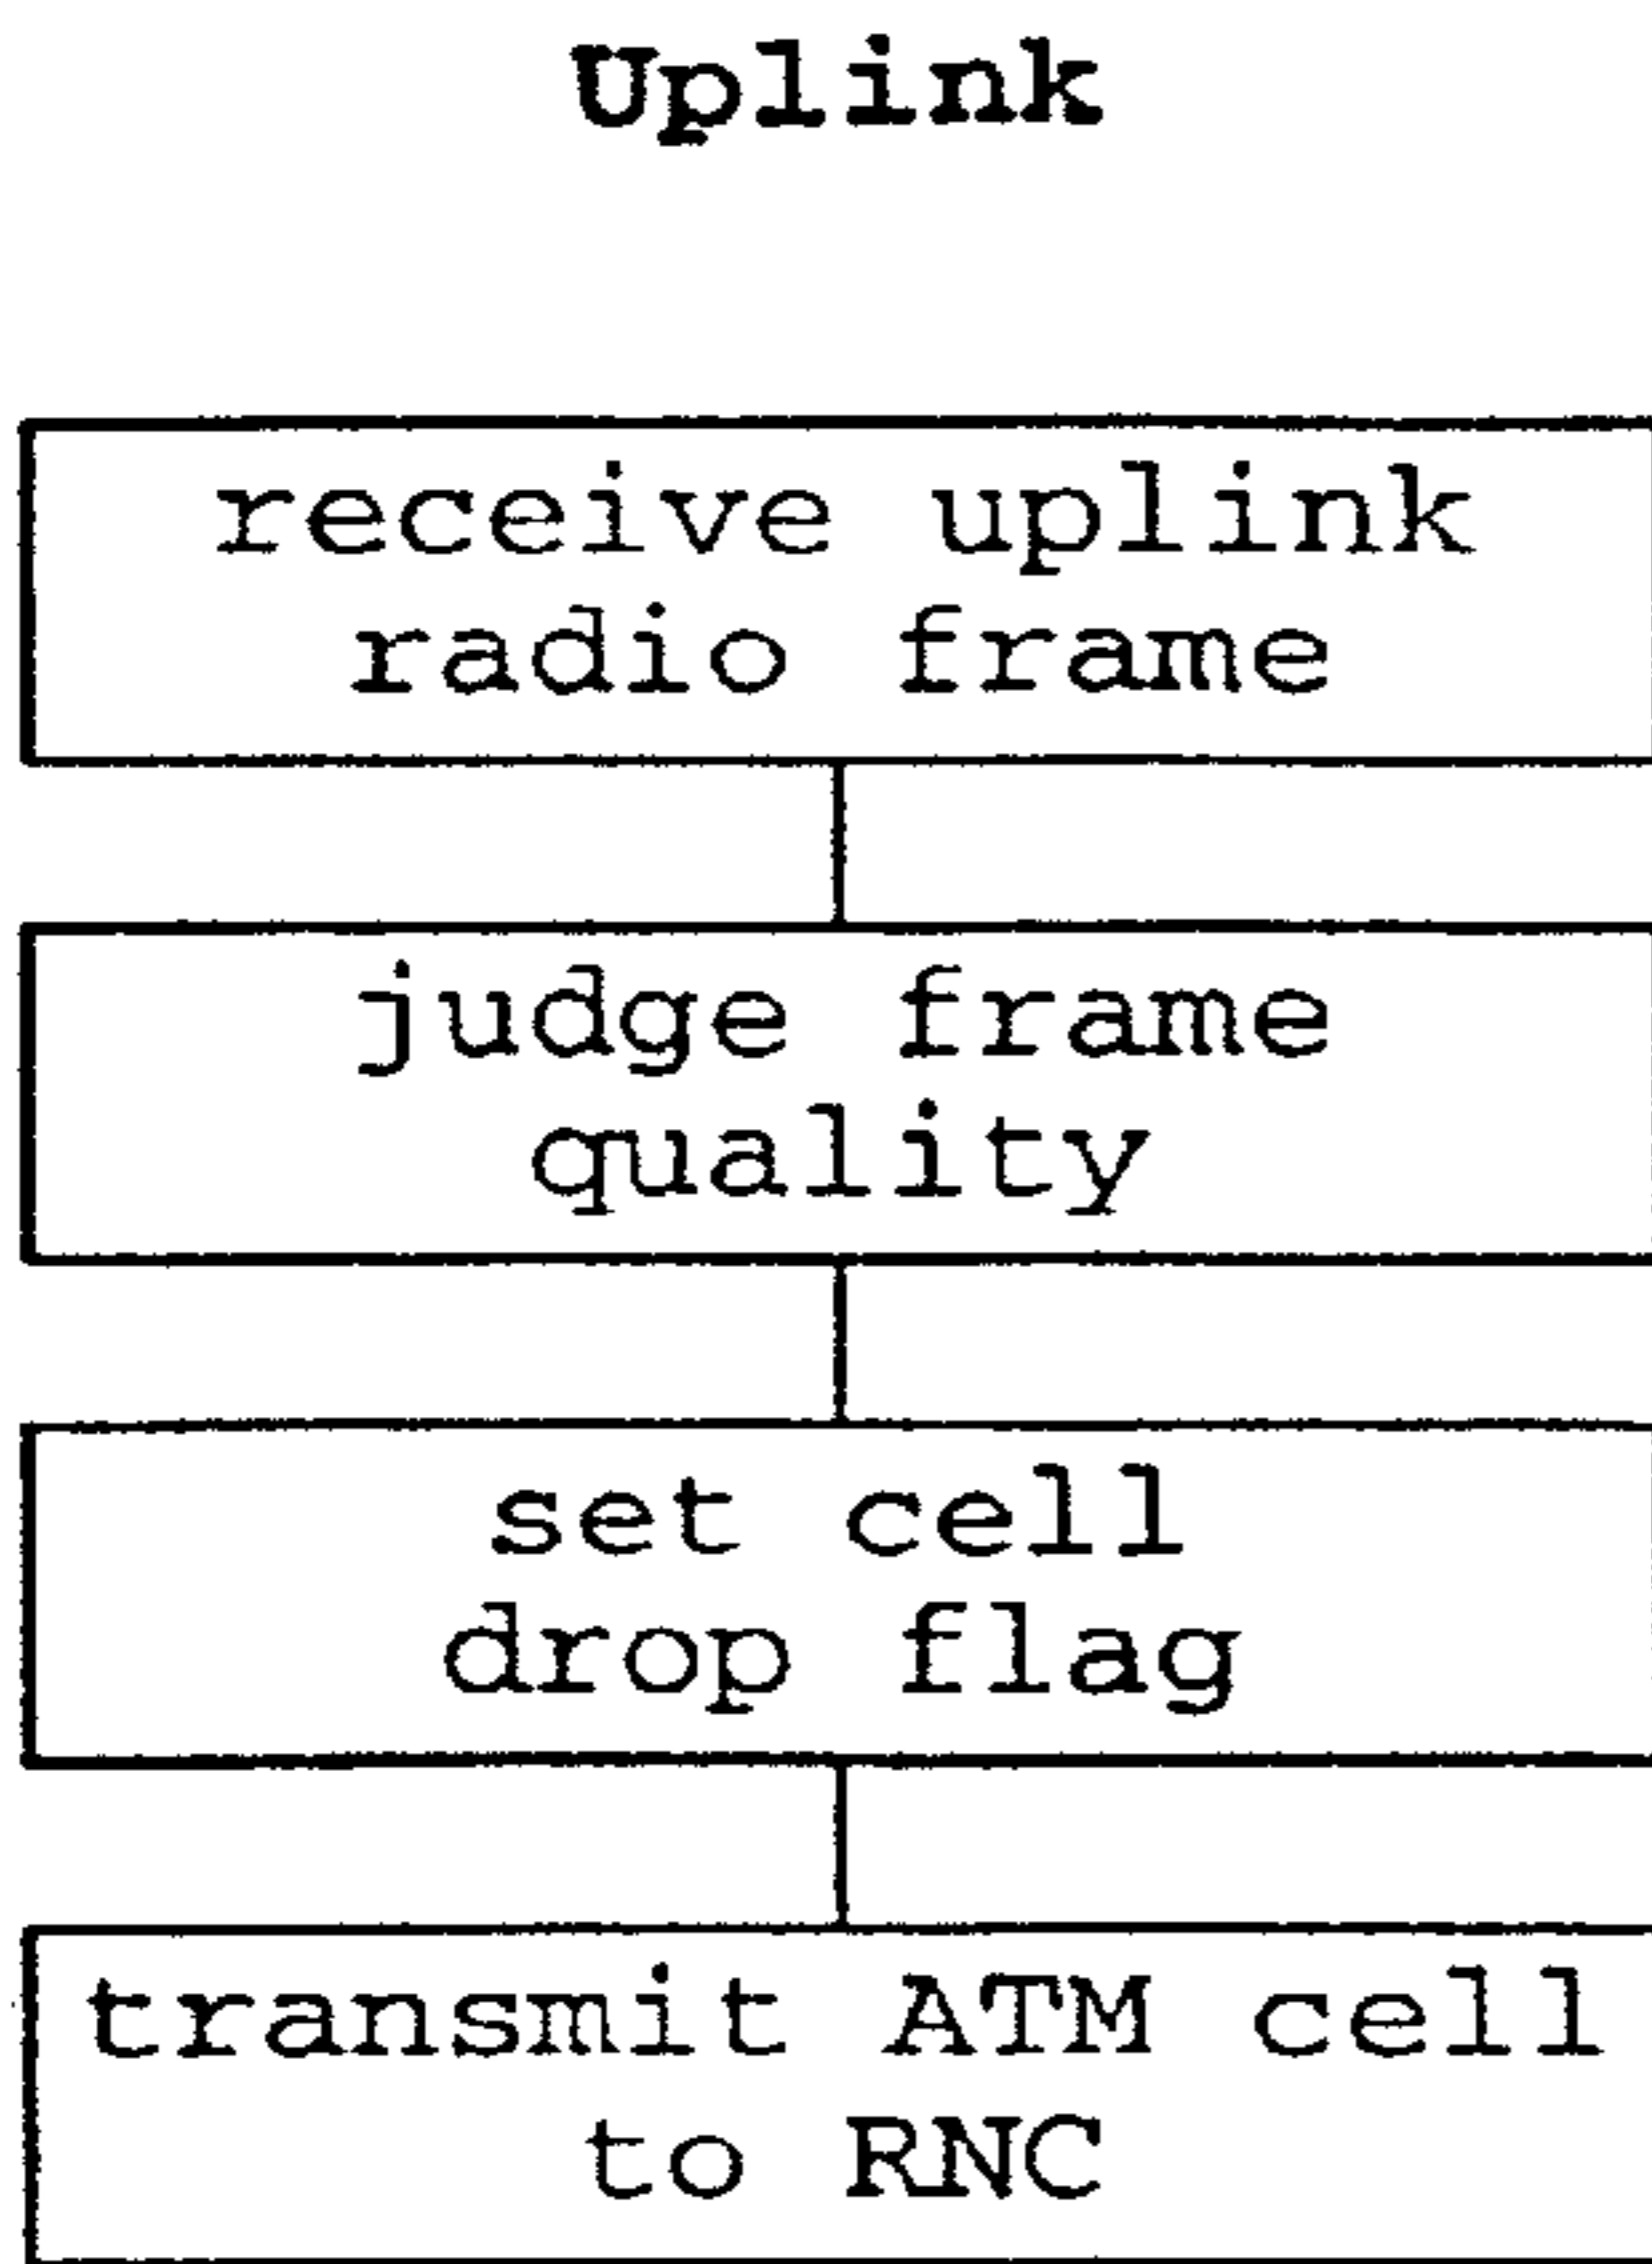 Uplink
receive uplink
radio frame
judge frame
quality
set cell
drop flag
transmit ATM cell
to RNC